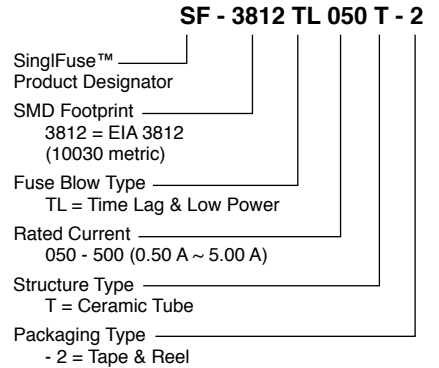 SF - 3812 TL 050 T - 2
SinglFuse™
Product Designator
SMD Footprint
3812 = EIA 3812
(10030 metric)
Fuse Blow Type
TL = Time Lag & Low Power
Rated Current
050 - 500 (0.50 A ~ 5.00 A)
Structure Type
T = Ceramic Tube
Packaging Type
- 2 = Tape & Reel